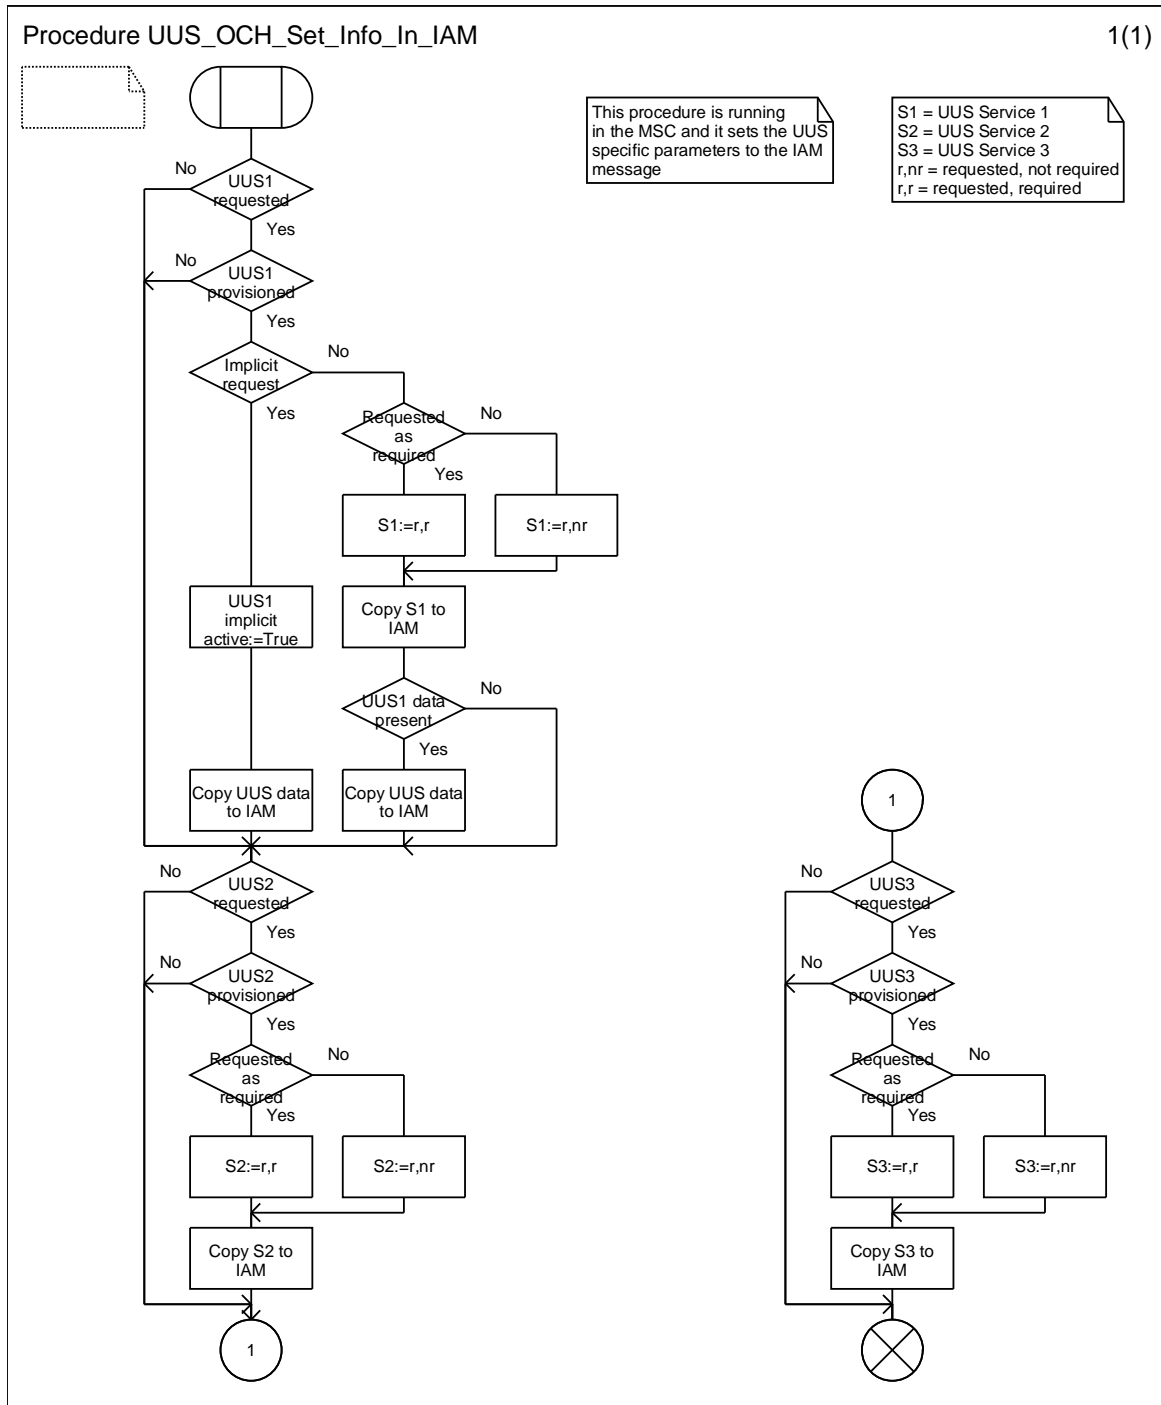 Procedure UUS_OCH_Set_Info_In_IAM
1(1)
This procedure is running
in the MSC and it sets the UUS
specific parameters to the IAM
message
S1 = UUS Service 1
S2 = UUS Service 2
S3 = UUS Service 3
r,nr = requested, not required
r,r = requested, required
No
UUS1
requested
Yes
No
UUS1
provisioned
Yes
Implicit
request
No
Yes
Requested
as
required
No
Yes
S1:=r,r
S1:=r,nr
UUS1
implicit
active:=True
Copy S1 to
IAM
UUS1 data
present
No
Yes
Copy UUS data
to IAM
Copy UUS data
to IAM
No
UUS2
requested
Yes
No
UUS2
provisioned
Yes
Requested
as
required
No
Yes
S2:=r,r
S2:=r,nr
Copy S2 to
IAM
1
1
No
UUS3
requested
Yes
No
UUS3
provisioned
Yes
Requested
as
required
No
Yes
S3:=r,r
S3:=r,nr
Copy S3 to
IAM